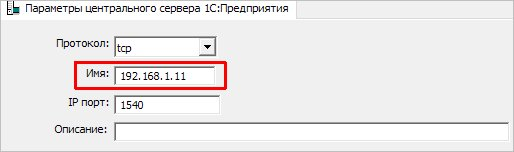 Параметры центрального сервера 1С:Предприятия
Протокол: tcp
Имя: 192.168.1.11
IP порт: 1540
Описание: